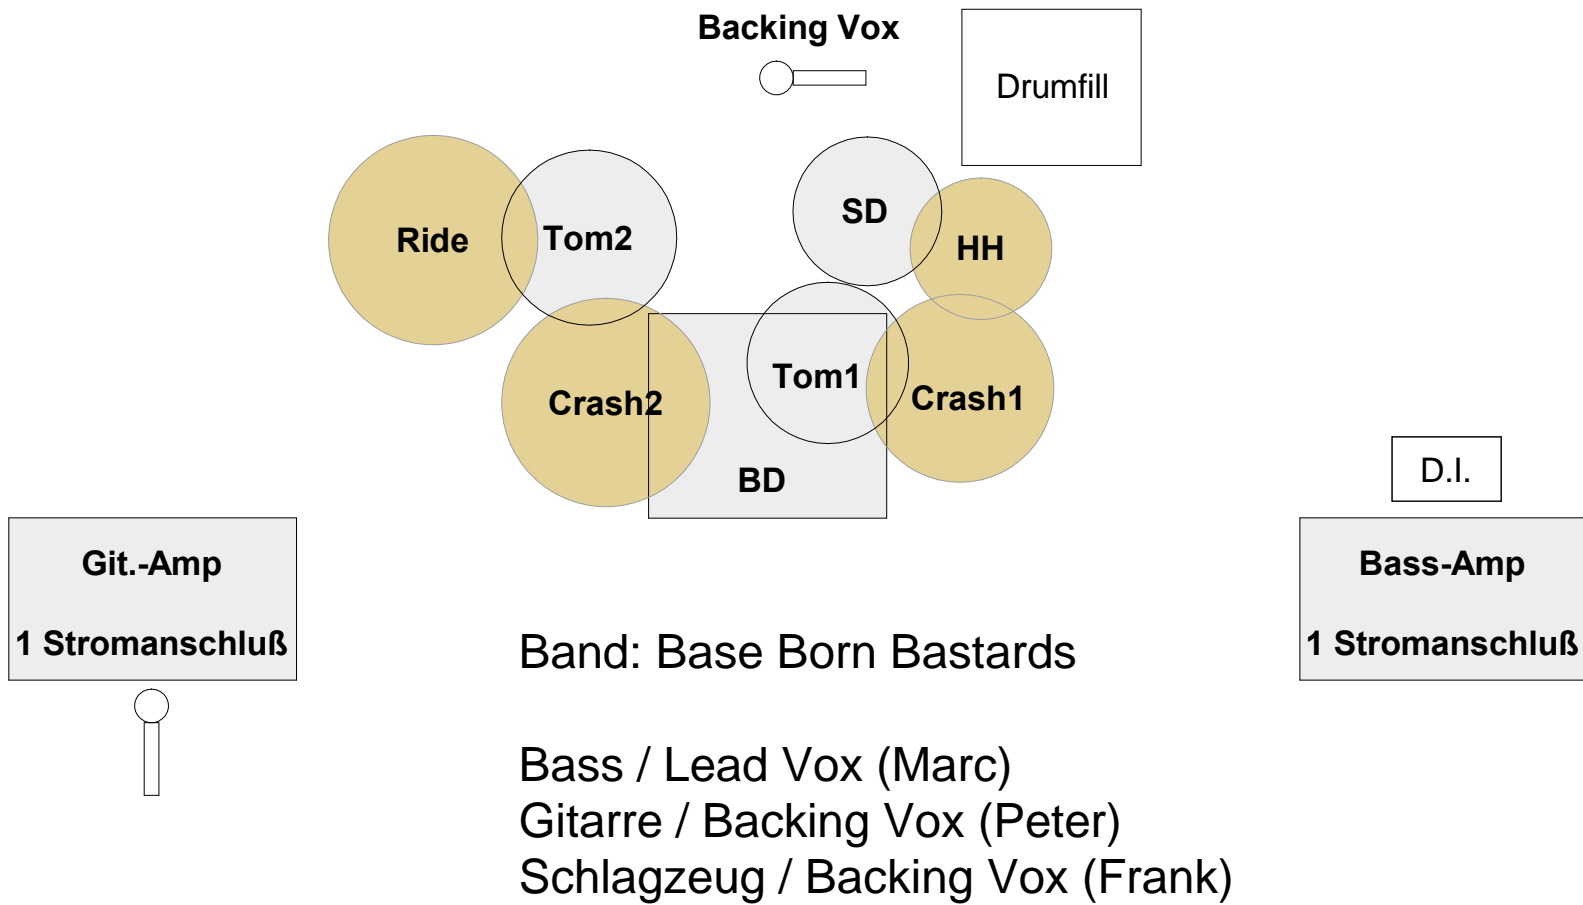 Backing Vox
Drumfill
SD
Ride
Tom2
HH
Tom1
Crash2
Crash1
BD
D.I.
Git.-Amp
1 Stromanschluß
Bass-Amp
1 Stromanschluß
Band: Base Born Bastards
Bass / Lead Vox (Marc)
Gitarre / Backing Vox (Peter)
Schlagzeug / Backing Vox (Frank)